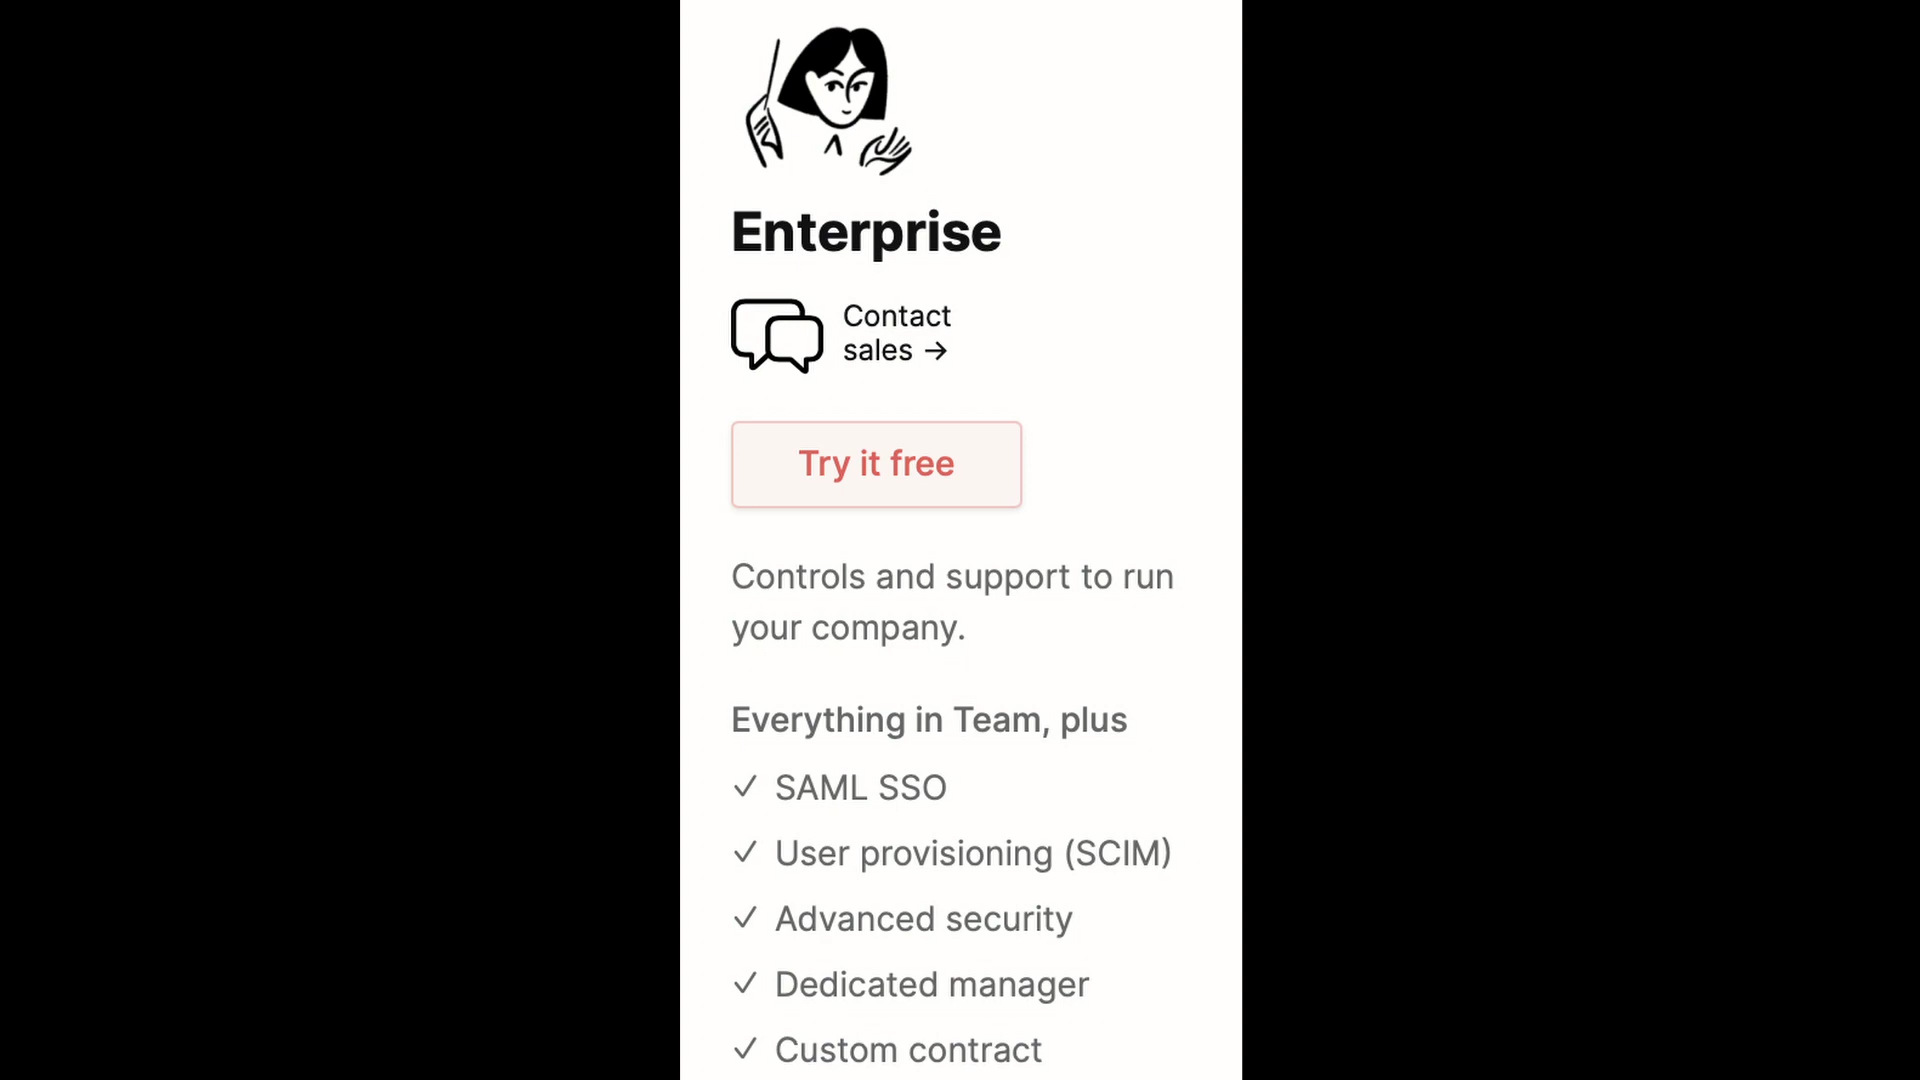 Enterprise
Contact
sales →
Try it free
Controls and support to run
your company.
Everything in Team, plus
✓ SAML SSO
✓ User provisioning (SCIM)
✓ Advanced security
✓ Dedicated manager
✓ Custom contract